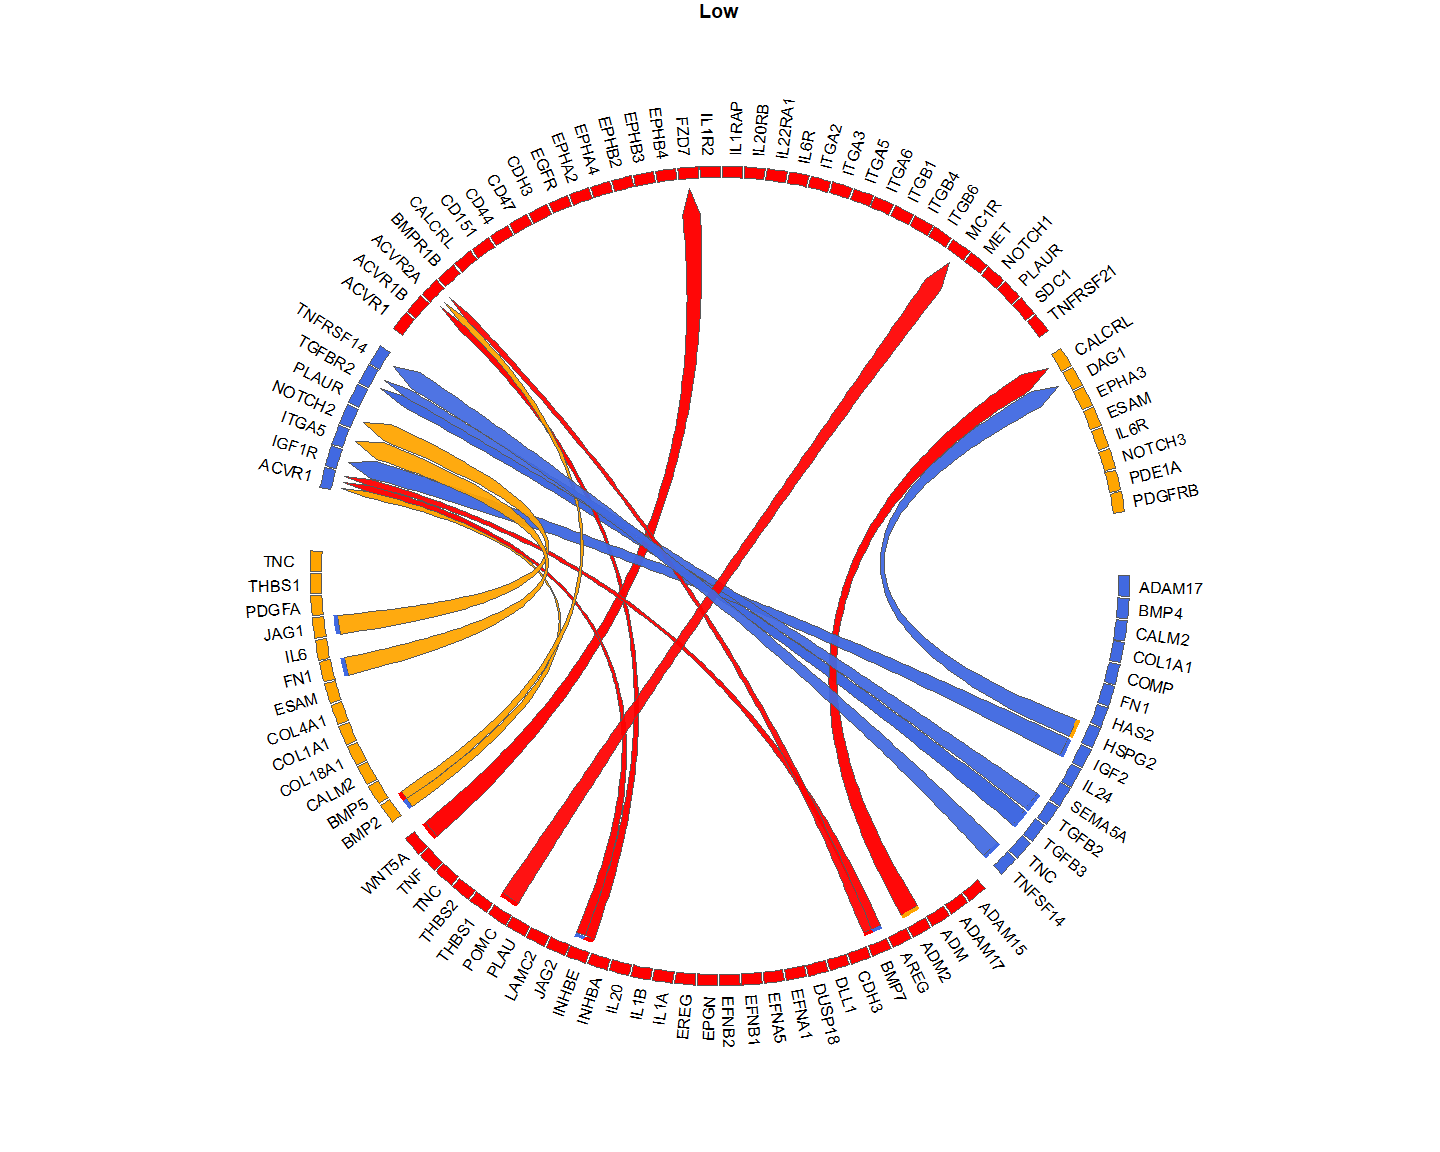 Low
ACVR1
ACVR1B
ACVR2A
BMPR1B
CALCRL
CD151
CD44
CD47
CDH3
EGFR
EPHA2
EPHA4
EPHB2
EPHB3
EPHB4
FZD7
IL1R2
IL1RAP
IL20RB
IL22RA1
IL6R
ITGA2
ITGA3
ITGA5
ITGA6
ITGB1
ITGB4
ITGB6
MC1R
MET
NOTCH1
PLAUR
SDC1
TNFRSF21
CALCRL
DAG1
EPHA3
ESAM
IL6R
NOTCH3
PDE1A
PDGFRB
ADAM17
BMP4
CALM2
COL1A1
COMP
FN1
HAS2
HSPG2
IGF2
IL24
SEMA5A
TGFB2
TGFB3
TNC
TNFSF14
ADAM15
ADAM17
ADM
ADM2
AREG
BMP7
CDH3
DLL1
DUSP18
EFNA1
EFNA5
EFNB1
EFNB2
EPGN
EREG
IL1A
IL1B
IL20
INHBA
INHBE
JAG2
LAMC2
PLAU
POMC
THBS1
THBS2
TNC
TNF
WNT5A
BMP2
BMP5
CALM2
COL18A1
COL1A1
COL4A1
ESAM
FN1
IL6
JAG1
PDGFA
THBS1
TNC
ACVR1
IGF1R
ITGA5
NOTCH2
PLAUR
TGFBR2
TNFRSF14